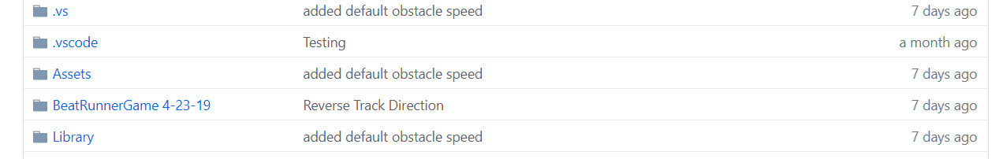 .vs added default obstacle speed 7 days ago
.vscode Testing a month ago
Assets added default obstacle speed 7 days ago
BeatRunnerGame 4-23-19 Reverse Track Direction 7 days ago
Library added default obstacle speed 7 days ago